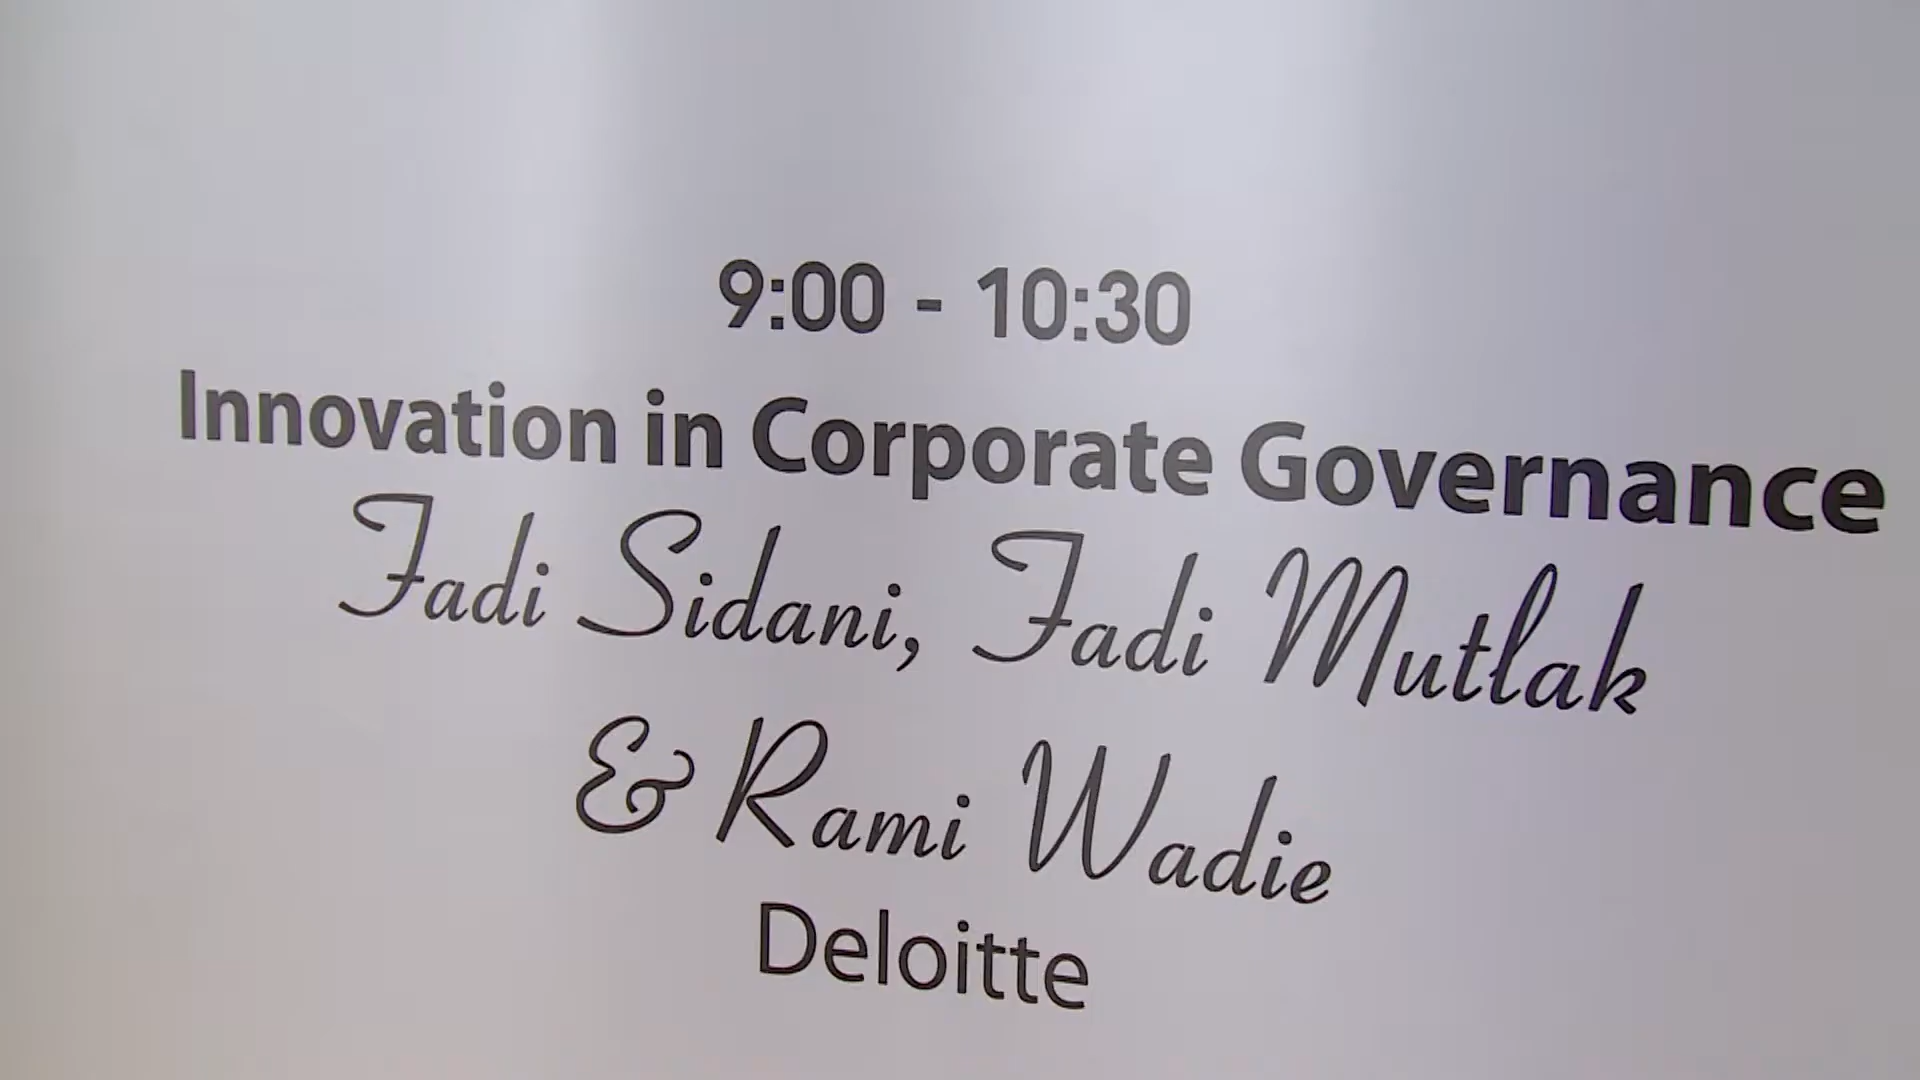 9:00 - 10:30
Innovation in Corporate Governance
Fadi Sidani, Fadi Mutlak
& Rami Wadie
Deloitte